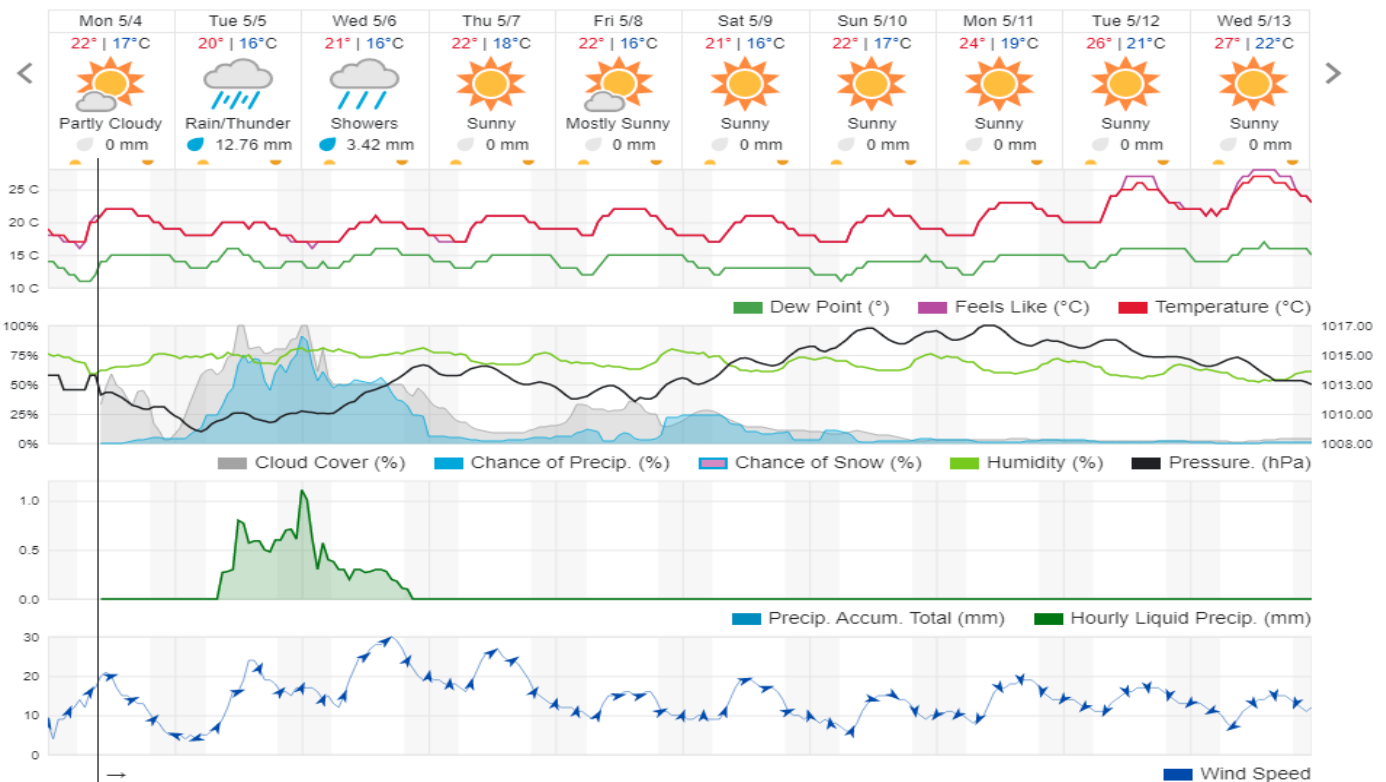 Mon 5/4 Tue 5/5 Wed 5/6 Thu 5/7 Fri 5/8 Sat 5/9 Sun 5/10 Mon 5/11 Tue 5/12 Wed 5/13
22° | 17°C 20° | 16°C 21° | 16°C 22° | 18°C 22° | 16°C 21° | 16°C 22° | 17°C 24° | 19°C 26° | 21°C 27° | 22°C
Partly Cloudy Rain/Thunder Showers Sunny Mostly Sunny Sunny Sunny Sunny Sunny Sunny
0 mm 12.76 mm 3.42 mm 0 mm 0 mm 0 mm 0 mm 0 mm 0 mm 0 mm
25 C
20 C
15 C
10 C
Dew Point (°) Feels Like (°C) Temperature (°C)
100% 1017.00
75% 1015.00
50% 1013.00
25% 1010.00
0% 1008.00
Cloud Cover (%) Chance of Precip. (%) Chance of Snow (%) Humidity (%) Pressure. (hPa)
1.0
0.5
0.0
Precip. Accum. Total (mm) Hourly Liquid Precip. (mm)
30
20
10
0
Wind Speed